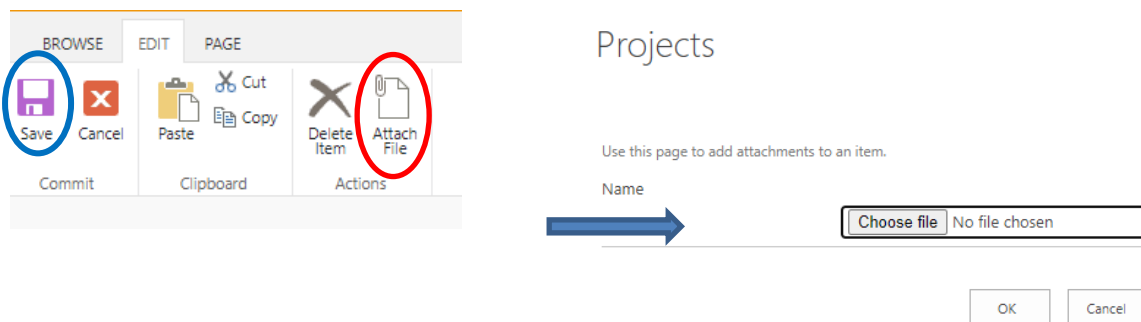 BROWSE EDIT PAGE
Save
Cancel
Paste
Cut
Copy
Delete
Item
Attach
File
Commit
Clipboard
Actions
Projects
Use this page to add attachments to an item.
Name
Choose file No file chosen
OK Cancel